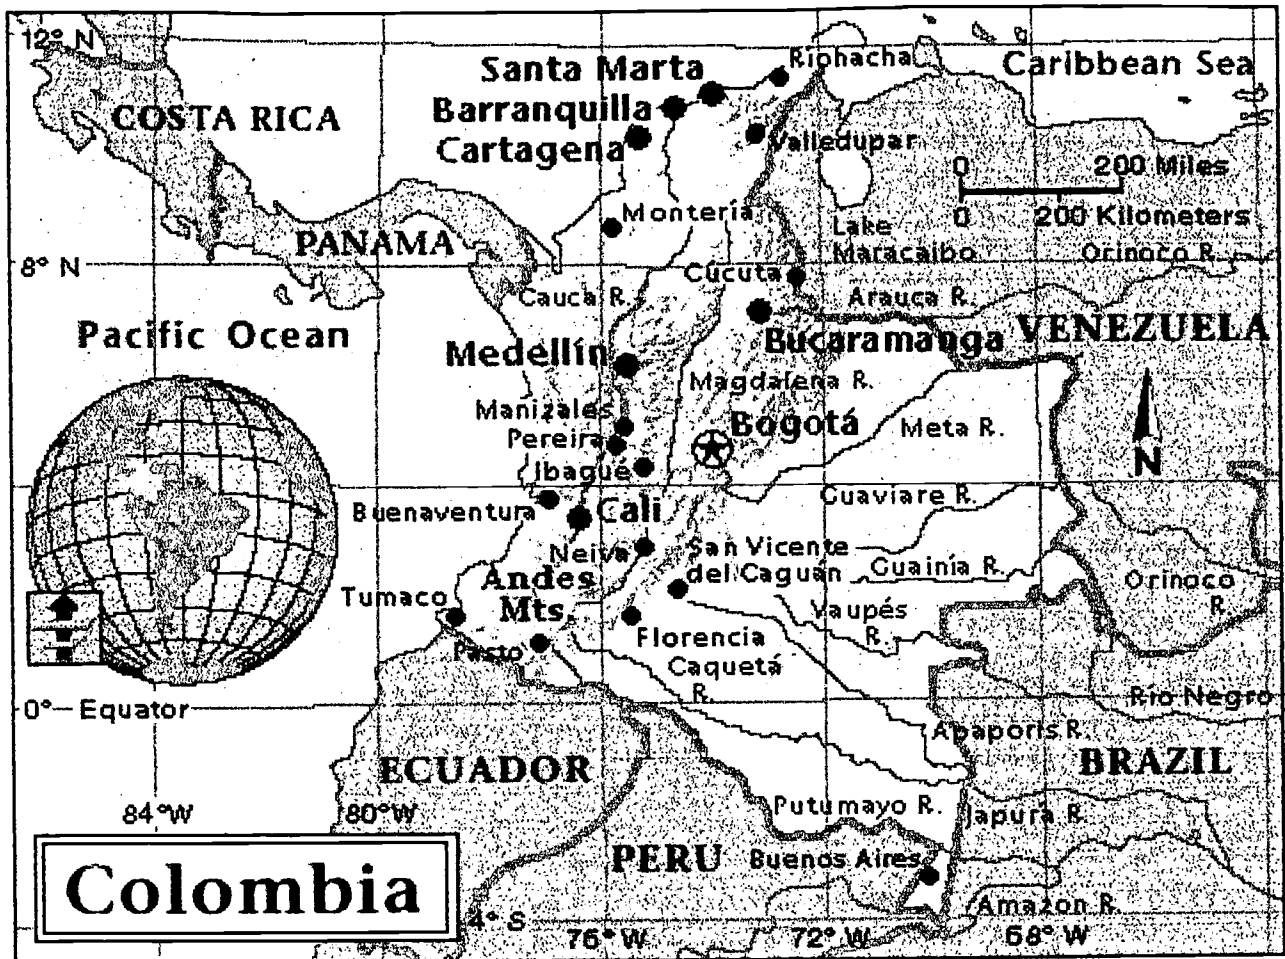 12° N
Santa Marta
Riohacha
Caribbean Sea
COSTA RICA
Barranquilla
Cartagena
Valledupar
0 200 Miles
0 200 Kilometers
Montería
PANAMA
Lake
Maracaibo
Orinoco R.
8° N
Cúcuta
Cauca R.
Arauca R.
Pacific Ocean
VENEZUELA
Medellín
Bucaramanga
Magdalena R.
Manizales
Pereira
Bogotá
Meta R.
N
Ibagué
Buenaventura
Cali
Guaviare R.
Neiva
San Vicente
del Caguán
Guainía R.
Andes
Mts.
Orinoco
R.
Tumaco
Vaupés
R.
Florencia
Pasto
Caquetá
R.
Río Negro
0° Equator
Apaporis R.
ECUADOR
BRAZIL
84° W
80° W
Putumayo R.
Japurá R.
PERU
Buenos Aires
Colombia
4° S
Amazon R.
76° W
72° W
68° W